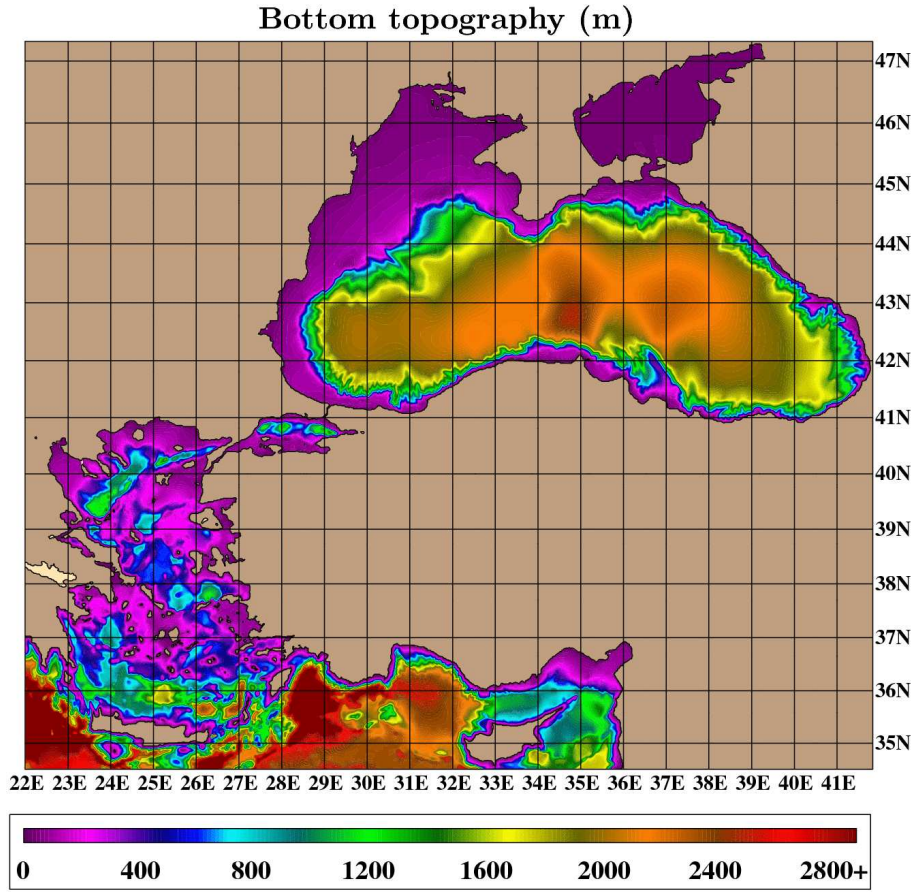 Bottom topography (m)
47N
46N
45N
44N
43N
42N
41N
40N
39N
38N
37N
36N
35N
22E 23E 24E 25E 26E 27E 28E 29E 30E 31E 32E 33E 34E 35E 36E 37E 38E 39E 40E 41E
0 400 800 1200 1600 2000 2400 2800+